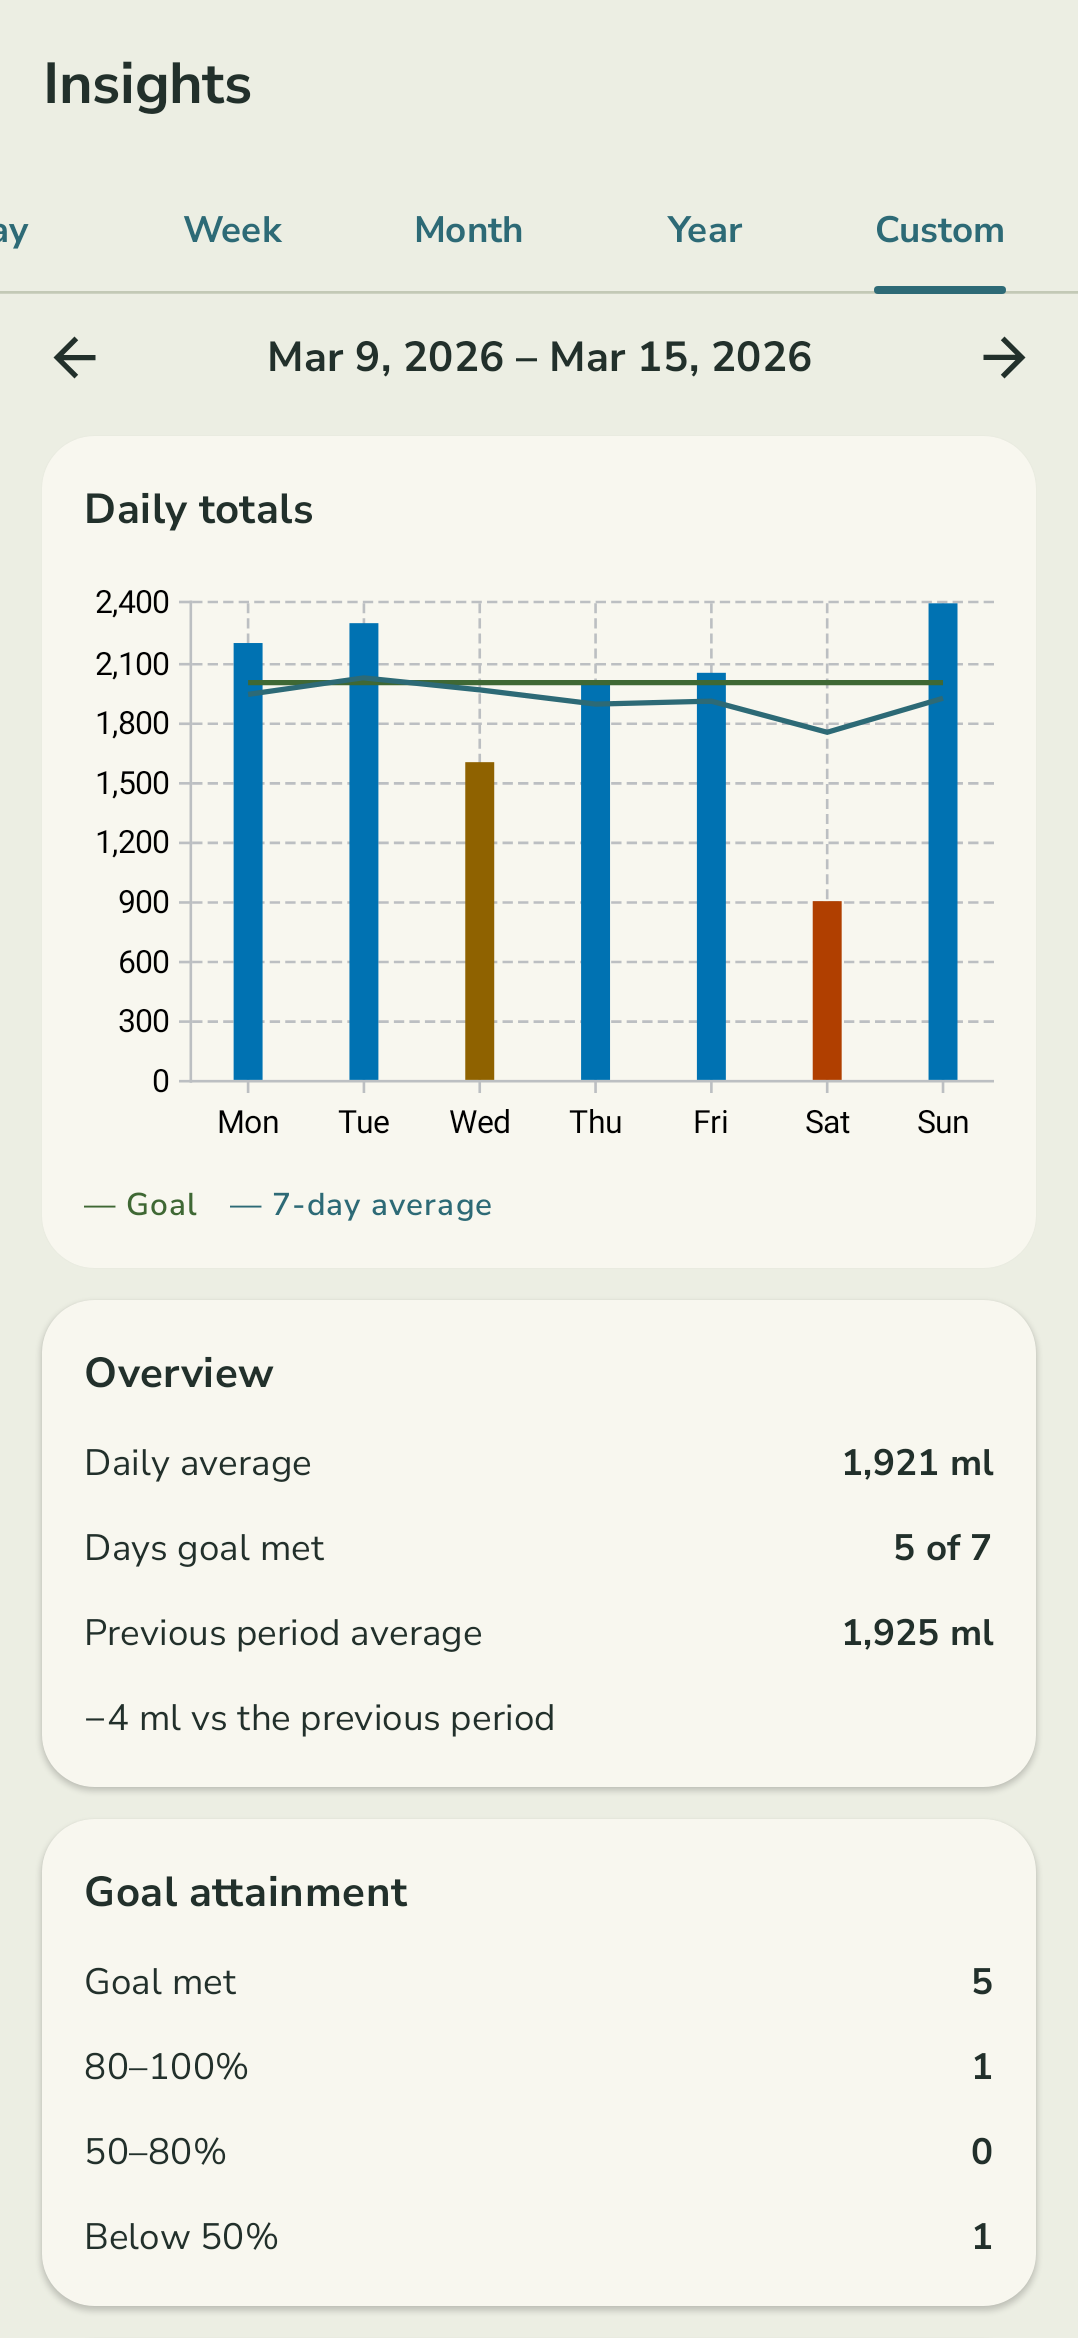 Insights
ay Week Month Year Custom
Mar 9, 2026 – Mar 15, 2026
Daily totals
2,400
2,100
1,800
1,500
1,200
900
600
300
0
Mon Tue Wed Thu Fri Sat Sun
— Goal — 7-day average
Overview
Daily average 1,921 ml
Days goal met 5 of 7
Previous period average 1,925 ml
−4 ml vs the previous period
Goal attainment
Goal met 5
80–100% 1
50–80% 0
Below 50% 1